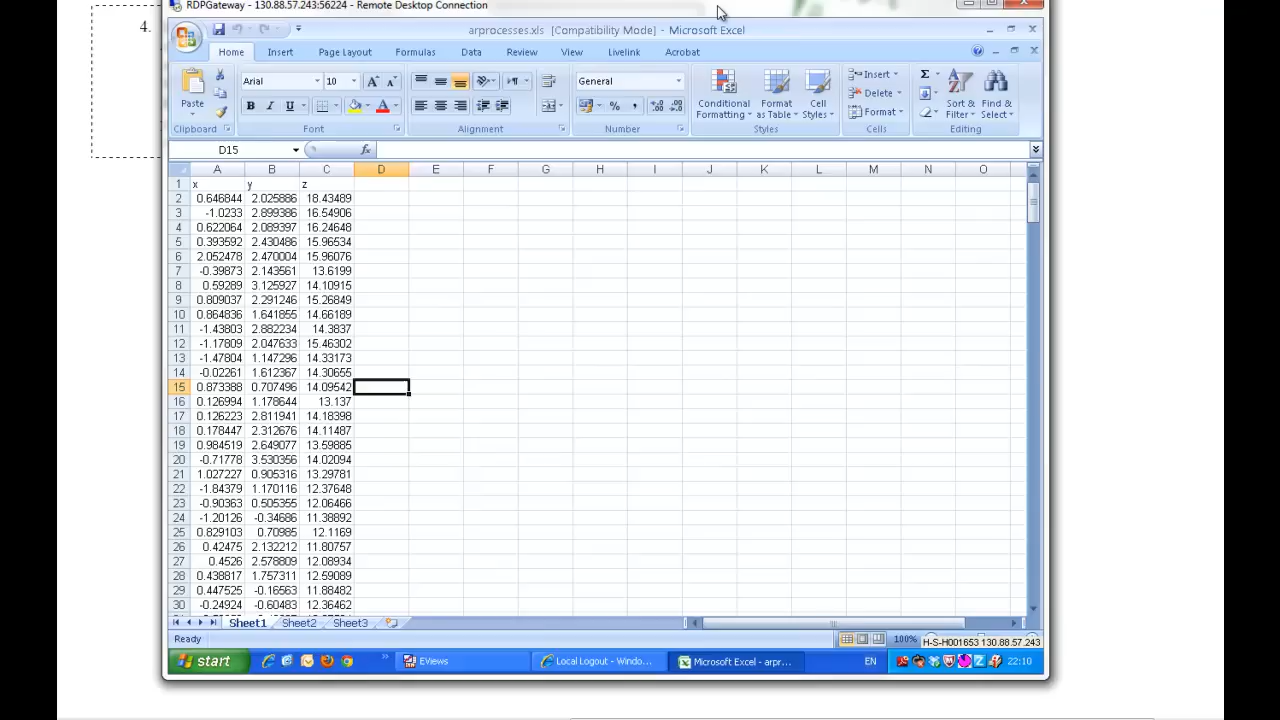 4.
RDPGateway - 130.88.57.243:56224 - Remote Desktop Connection
arprocesses.xls [Compatibility Mode] - Microsoft Excel
Home Insert Page Layout Formulas Data Review View Livelink Acrobat
Paste
Arial 10
General
Conditional Formatting
Format as Table
Cell Styles
Insert
Delete
Format
Sort & Filter
Find & Select
Clipboard Font Alignment Number Styles Cells Editing
D15 fx
A B C D E F G H I J K L M N O
1 x y z
2 0.646844 2.025886 18.43489
3 -1.0233 2.899386 16.54906
4 0.622064 2.089397
5 0.393592 2.430486 15.96534
6 2.052478 2.470004 15.96076
7 -0.39873 2.143561 13.6199
8 0.59289 3.125927 14.10915
9 0.809037 2.291246 15.26849
10 0.864836 1.641855 14.66189
11 -1.43803 2.882234 14.3837
12 -1.17809 2.047633 15.46302
13 -1.47804 1.147296 14.33173
14 -0.02261 1.612367 14.30655
15 0.873388 0.707496 14.09542
16 0.126994 1.178644 13.137
17 0.126223 2.811941 14.18398
18 0.178447 2.312676 14.11487
19 0.984519 2.649077 13.59885
20 -0.71778 3.530356 14.02094
21 1.027227 0.905316 13.29781
22 -1.84379 1.170116 12.37648
23 -0.90363 0.505355 12.06466
24 -1.20126 -0.34686 11.38892
25 0.829103 0.70985 12.1169
26 0.42475 2.132212 11.80757
27 0.4526 2.578809 12.08934
28 0.438817 1.757311 12.59089
29 0.447525 -0.16563 11.88482
30 -0.24924 -0.60483 12.36462
Sheet1 Sheet2 Sheet3
Ready 100% H-S-H001653 130.88.57.243
start EViews Local Logout - Windo... Microsoft Excel - arpr... EN 22:10